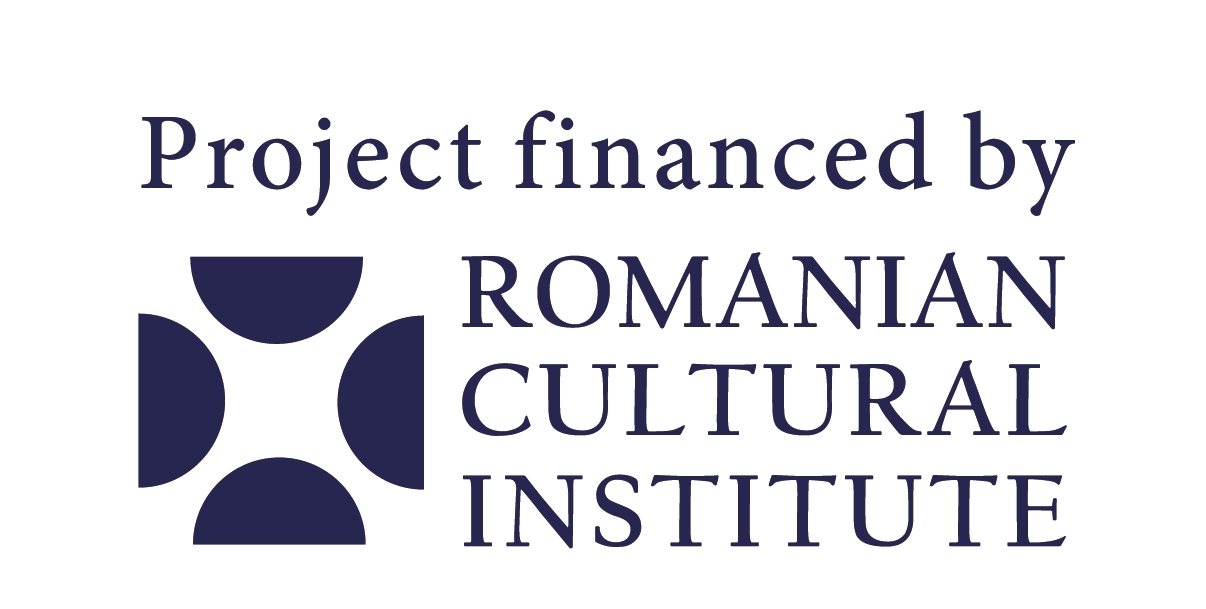 Project financed by
ROMANIAN
CULTURAL
INSTITUTE